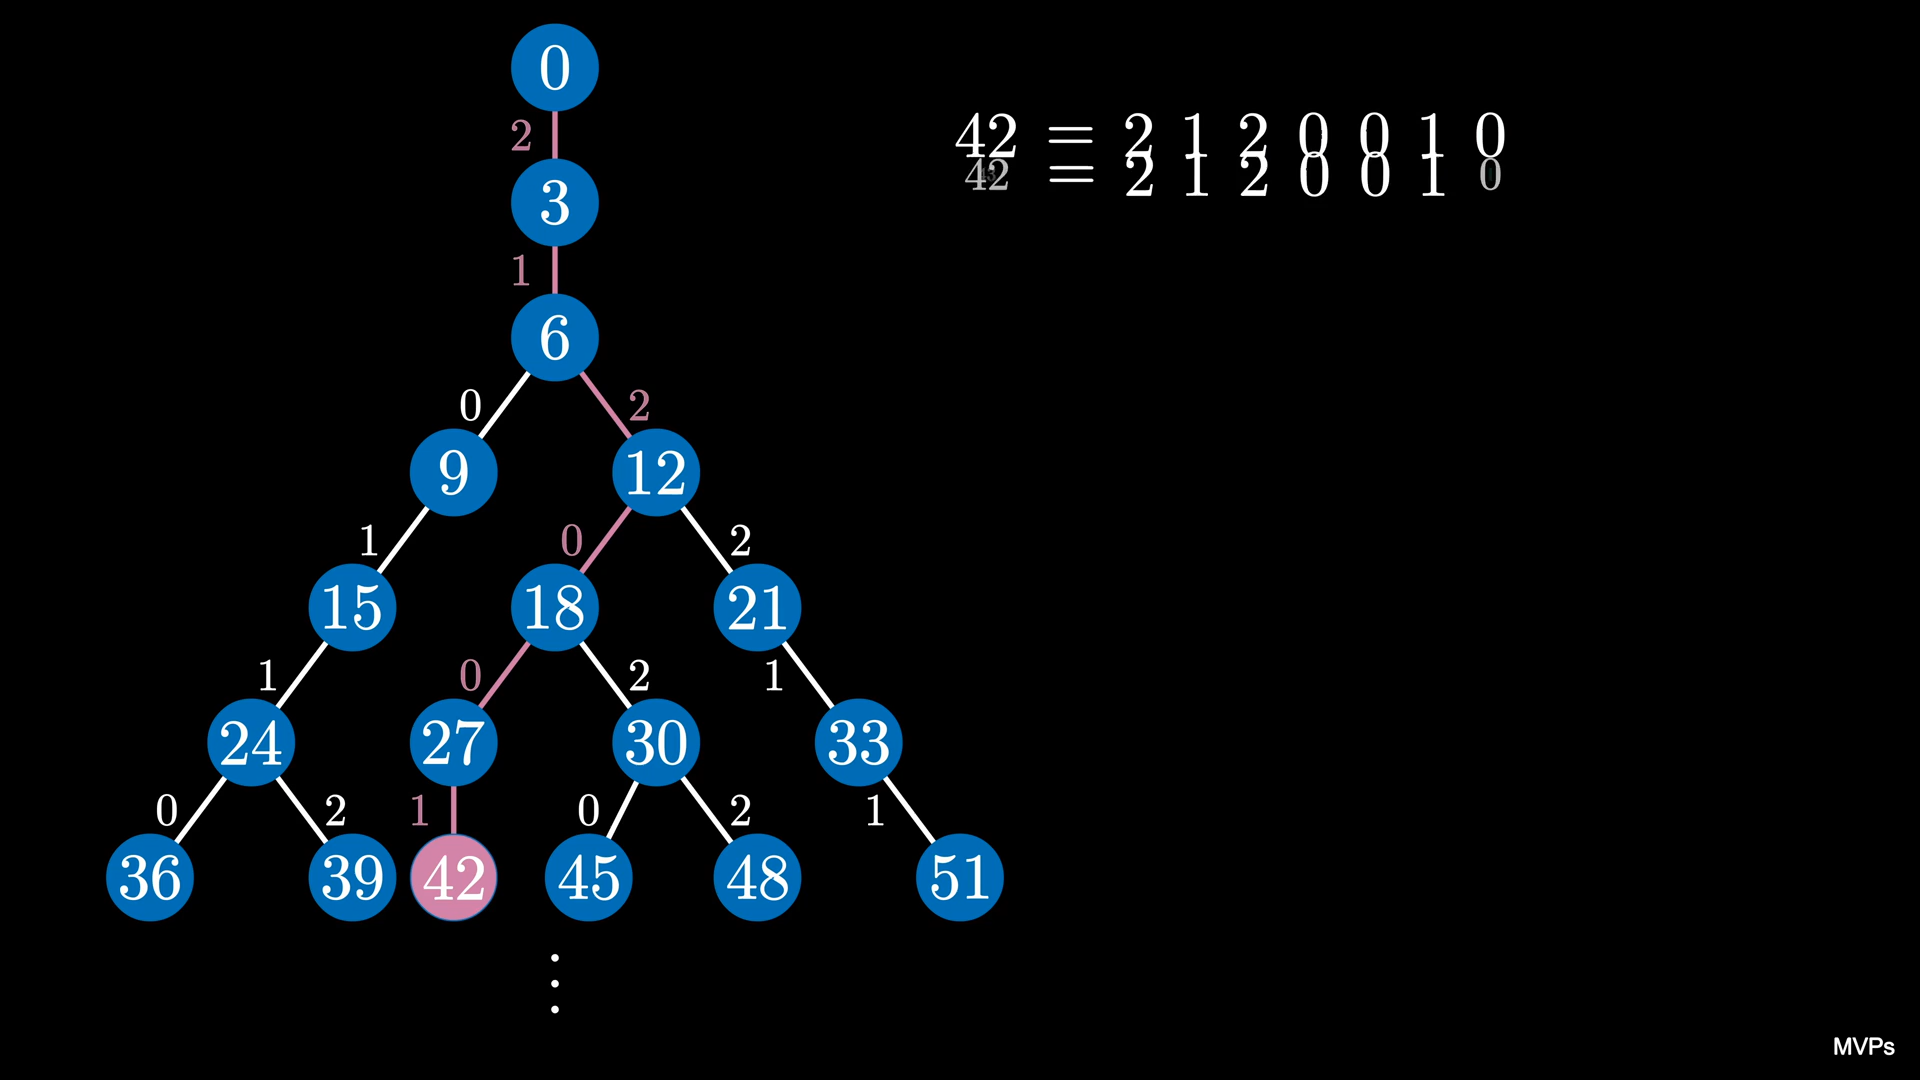 0
2
42 = 2 1 2 0 0 1 0
42 = 2 1 2 0 0 1 0
3
1
6
0 2
9 12
1 0 2
15 18 21
1 0 2 1
24 27 30 33
0 2 1 0 2 1
36 39 42 45 48 51
⋮
MVPs